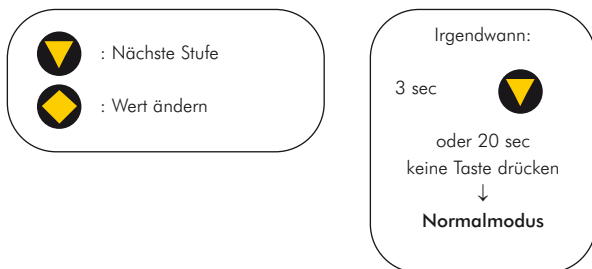 : Nächste Stufe
: Wert ändern
Irgendwann:
3 sec
oder 20 sec
keine Taste drücken
↓
Normalmodus